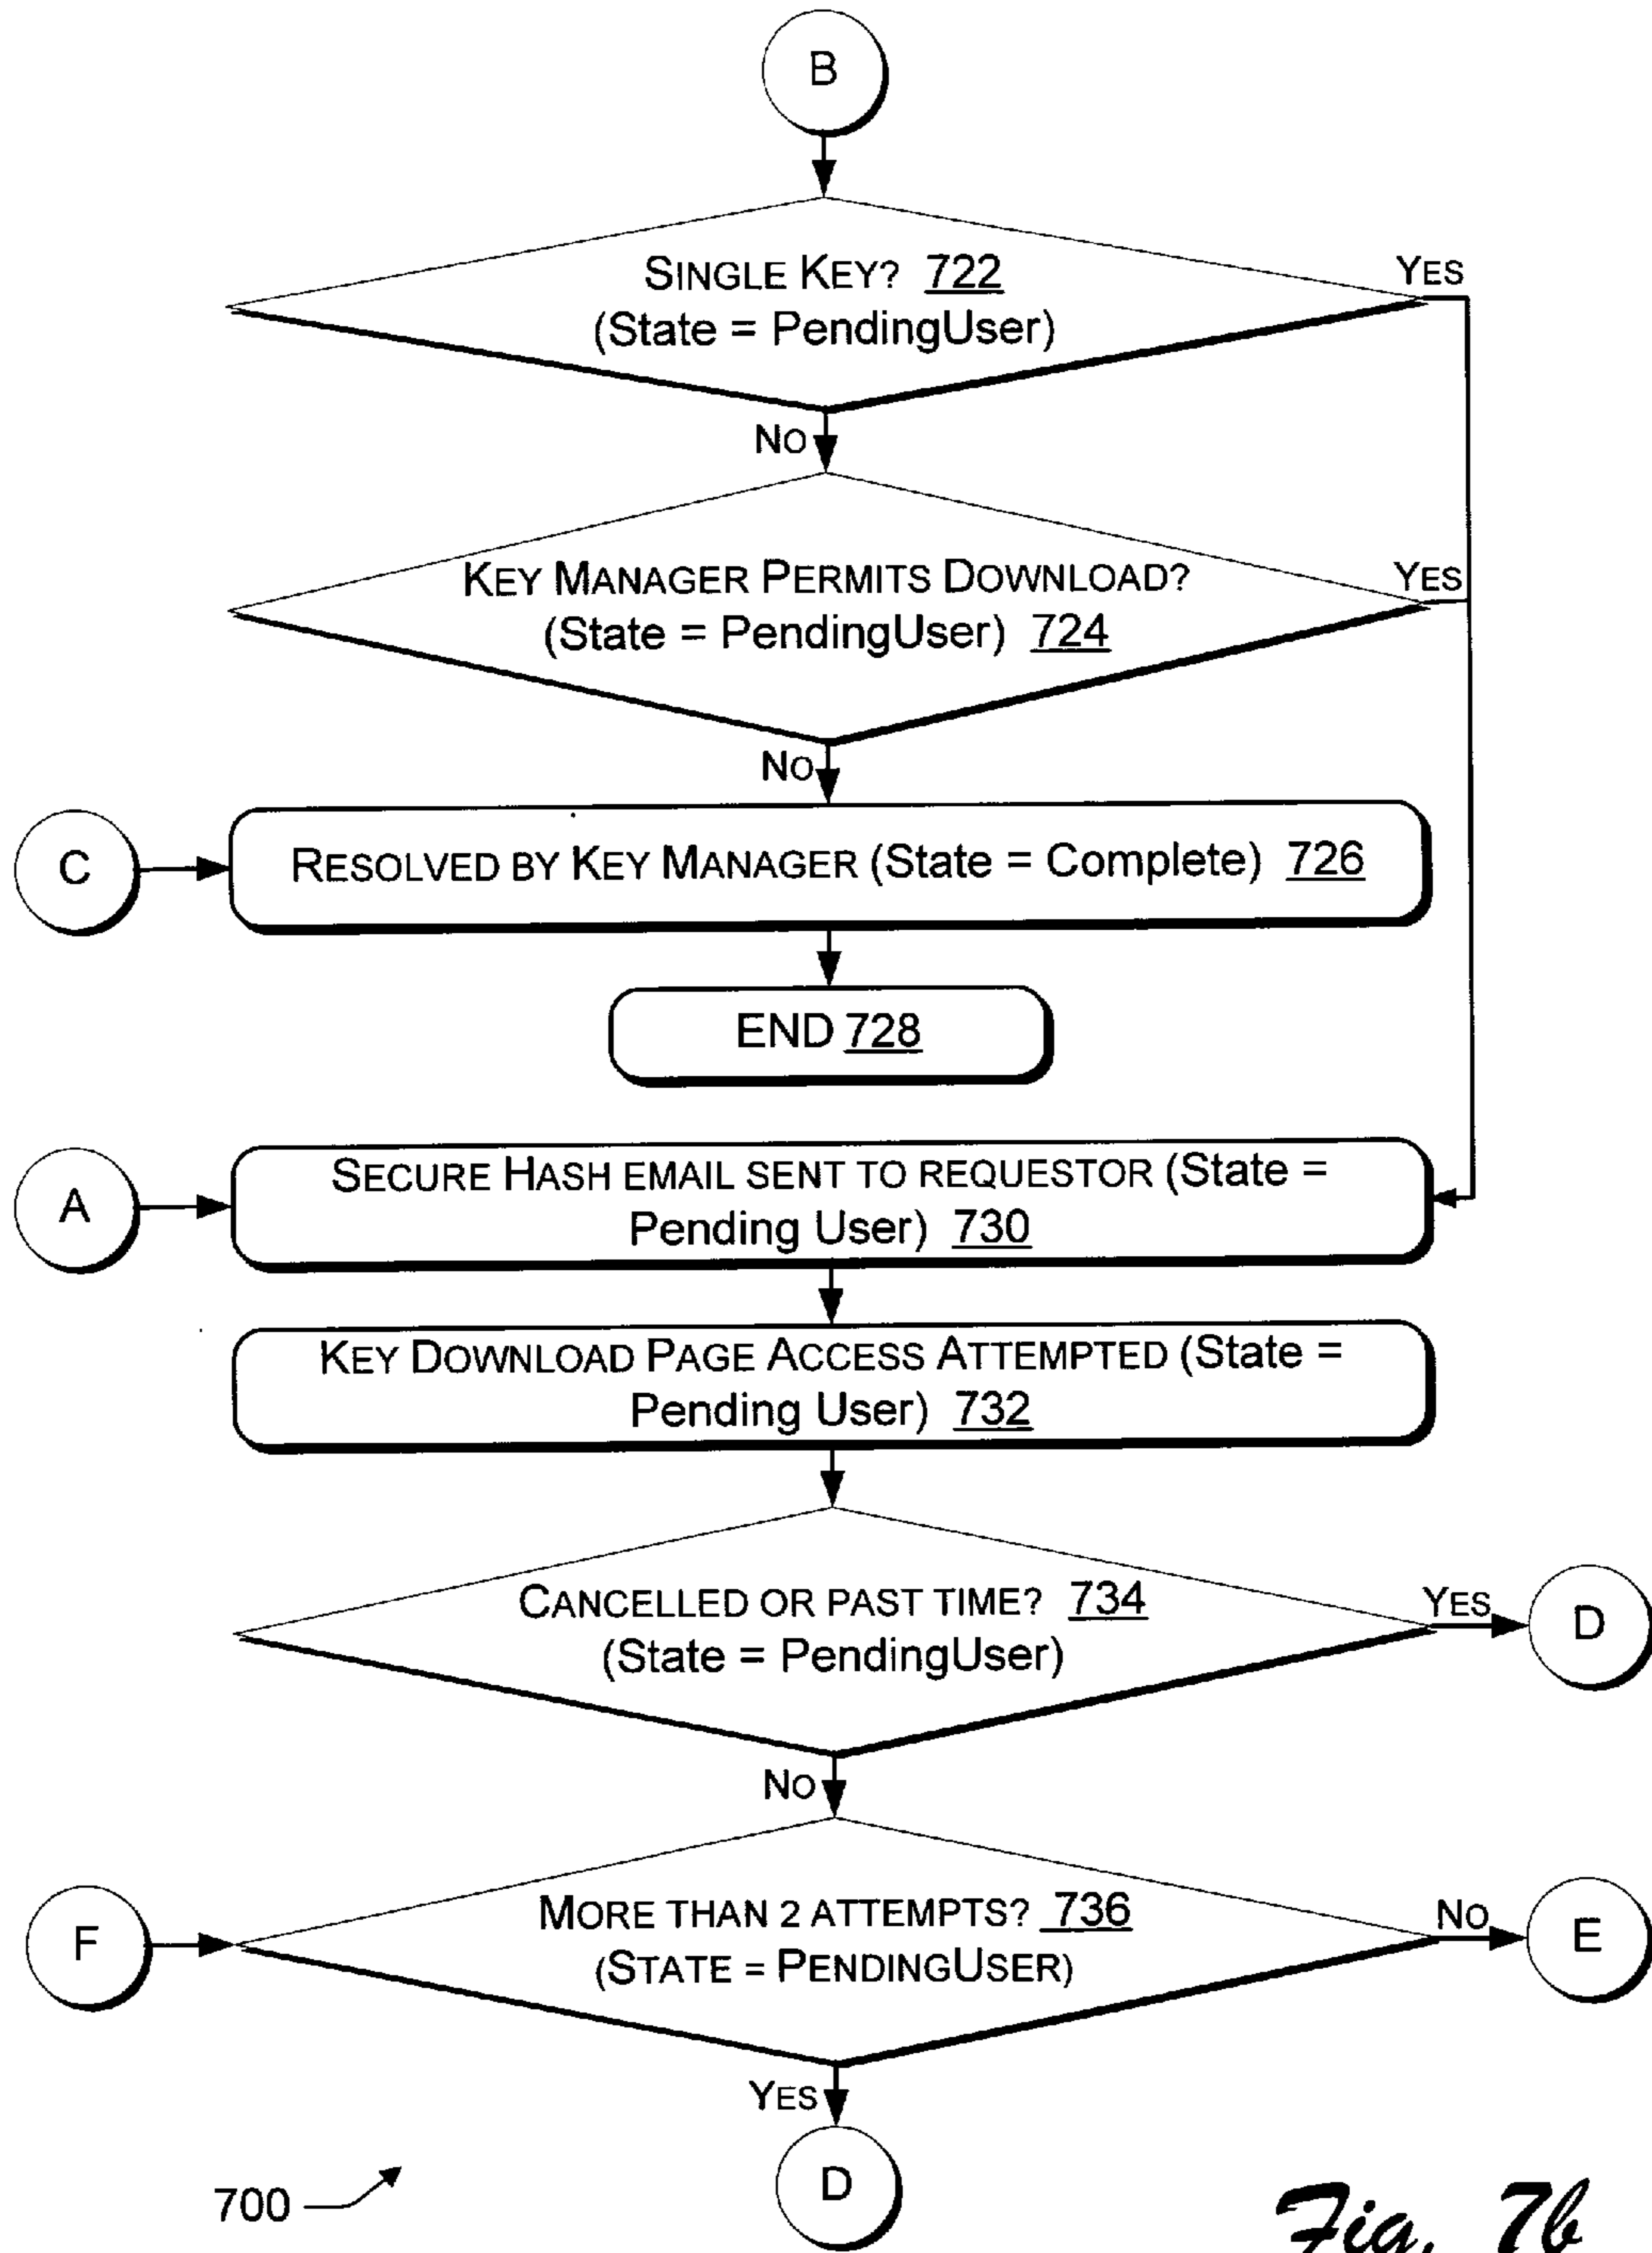 B
SINGLE KEY? 722
(State = PendingUser)
YES
NO
KEY MANAGER PERMITS DOWNLOAD?
(State = PendingUser) 724
YES
NO
C
RESOLVED BY KEY MANAGER (State = Complete) 726
END 728
A
SECURE HASH EMAIL SENT TO REQUESTOR (State =
Pending User) 730
KEY DOWNLOAD PAGE ACCESS ATTEMPTED (State =
Pending User) 732
CANCELLED OR PAST TIME? 734
(State = PendingUser)
YES
D
NO
F
MORE THAN 2 ATTEMPTS? 736
(STATE = PENDINGUSER)
NO
E
YES
D
700
Fig. 7b